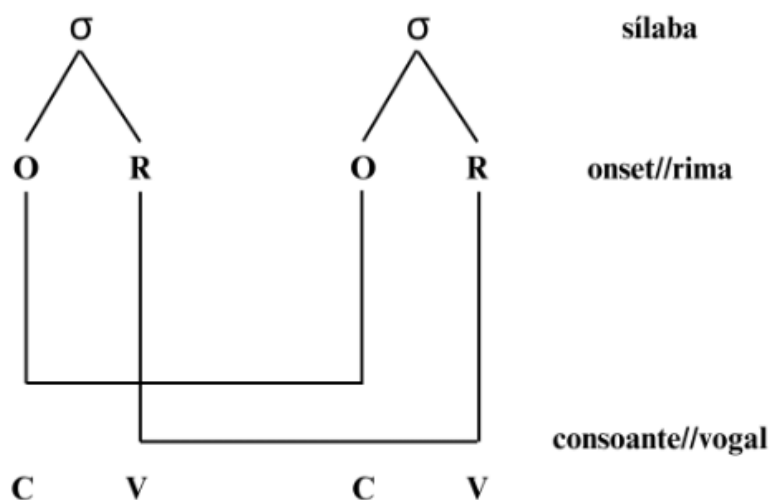 σ σ sílaba
O R O R onset//rima
consoante//vogal
C V C V